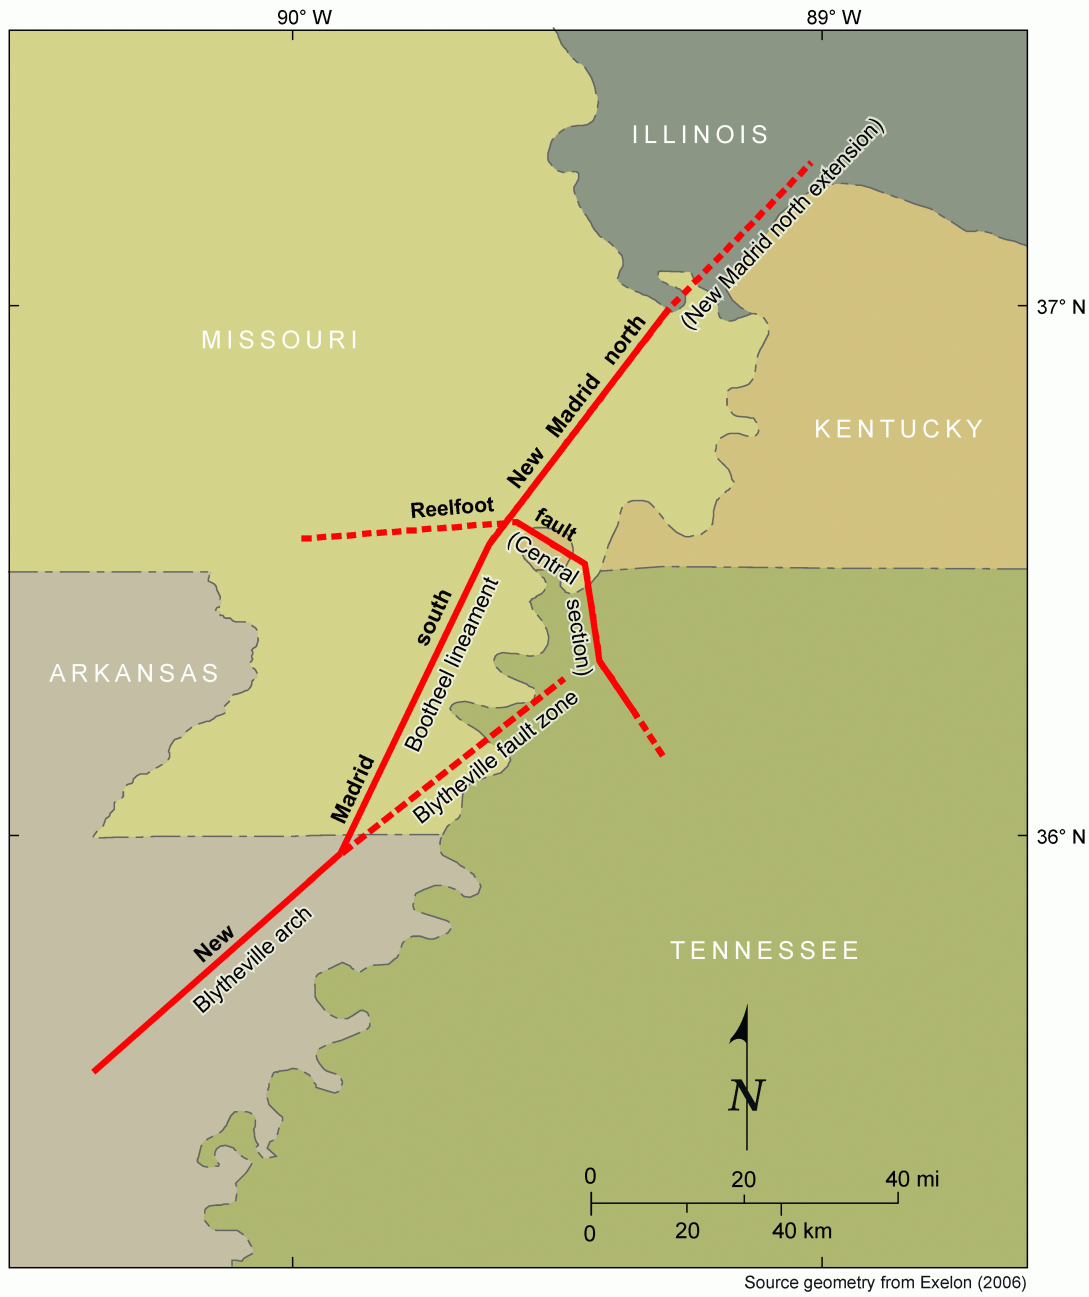 90° W
89° W
ILLINOIS
(New Madrid north extension)
37° N
MISSOURI
New Madrid north
KENTUCKY
Reelfoot fault
(Central section)
ARKANSAS
New Madrid south
Bootheel lineament
Blytheville fault zone
36° N
Blytheville arch
TENNESSEE
N
0 20 40 mi
0 20 40 km
Source geometry from Exelon (2006)